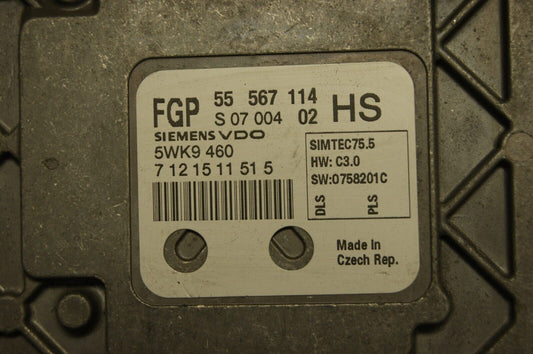 FGP 55 567 114 HS
S 07 004 02
SIEMENS VDO
5WK9 460
7 12 15 11 51 5
SIMTEC75.5
HW: C3.0
SW:0758201C
DLS
PLS
Made In
Czech Rep.